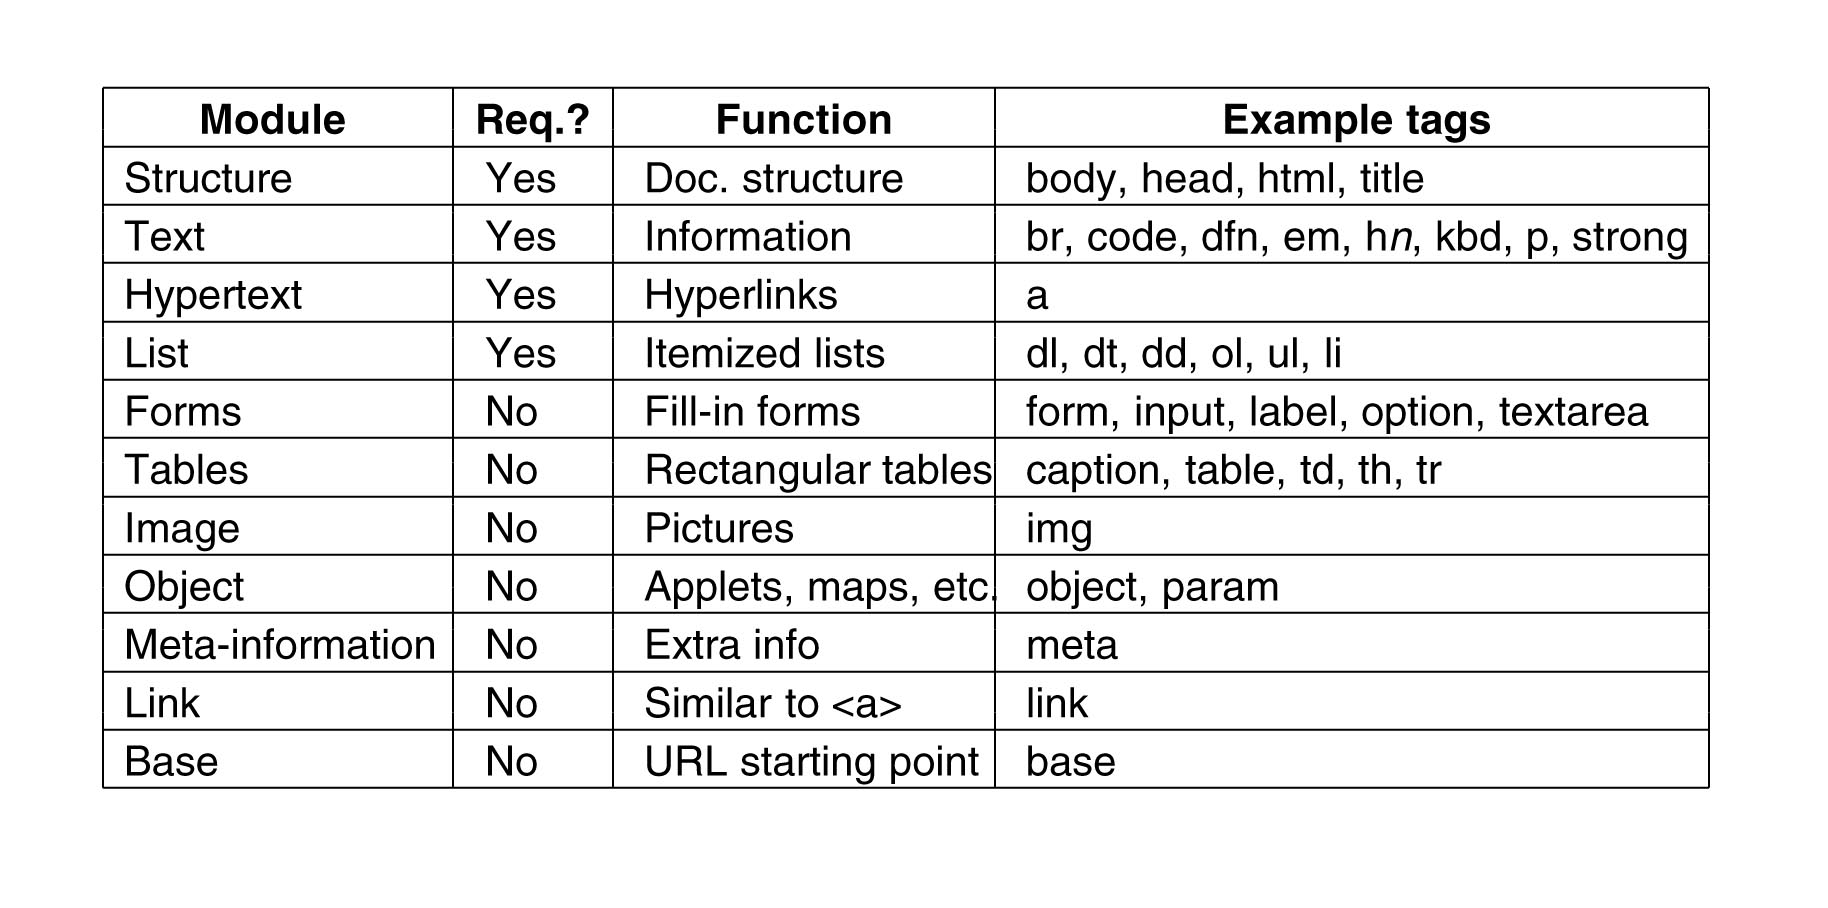 Module Req.? Function Example tags
Structure Yes Doc. structure body, head, html, title
Text Yes Information br, code, dfn, em, hn, kbd, p, strong
Hypertext Yes Hyperlinks a
List Yes Itemized lists dl, dt, dd, ol, ul, li
Forms No Fill-in forms form, input, label, option, textarea
Tables No Rectangular tables caption, table, td, th, tr
Image No Pictures img
Object No Applets, maps, etc. object, param
Meta-information No Extra info meta
Link No Similar to <a> link
Base No URL starting point base